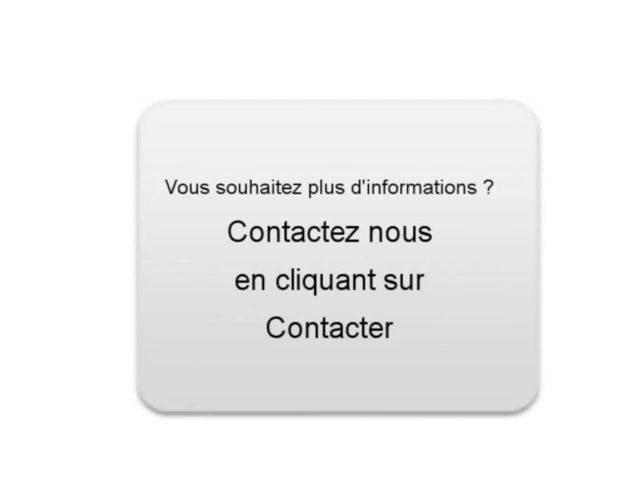 Vous souhaitez plus d'informations ?
Contactez nous
en cliquant sur
Contacter